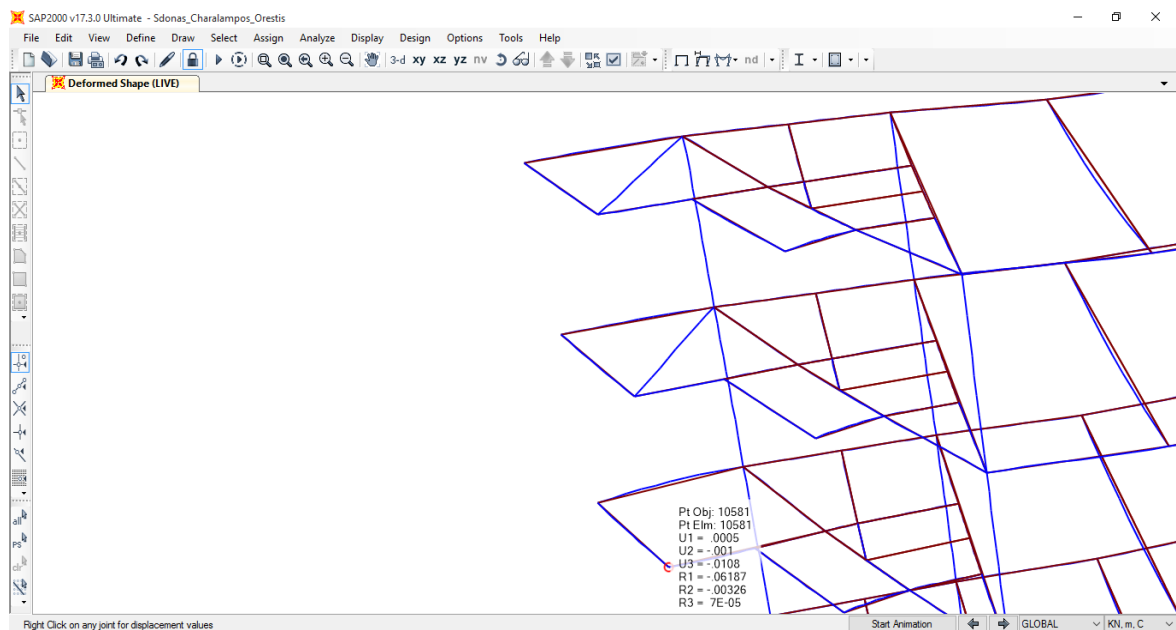 SAP2000 v17.3.0 Ultimate - Sdonas_Charalampos_Orestis
File Edit View Define Draw Select Assign Analyze Display Design Options Tools Help
3-d xy xz yz nv nd
Deformed Shape (LIVE)
Pt Obj: 10581
Pt Elm: 10581
U1 = .0005
U2 = -.001
U3 = -.0108
R1 = -.06187
R2 = -.00326
R3 = 7E-05
all
PS
clr
Right Click on any joint for displacement values
Start Animation
GLOBAL
KN, m, C